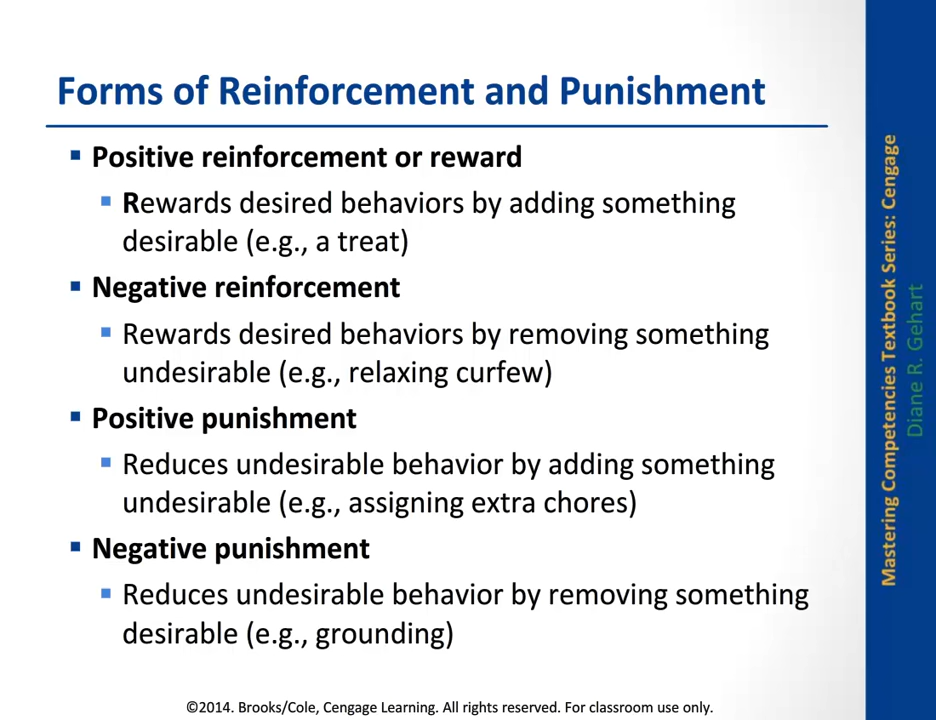 Forms of Reinforcement and Punishment
▪ Positive reinforcement or reward
▪ Rewards desired behaviors by adding something
desirable (e.g., a treat)
▪ Negative reinforcement
▪ Rewards desired behaviors by removing something
undesirable (e.g., relaxing curfew)
▪ Positive punishment
▪ Reduces undesirable behavior by adding something
undesirable (e.g., assigning extra chores)
▪ Negative punishment
▪ Reduces undesirable behavior by removing something
desirable (e.g., grounding)
©2014. Brooks/Cole, Cengage Learning. All rights reserved. For classroom use only.
Mastering Competencies Textbook Series: Cengage
Diane R. Gehart